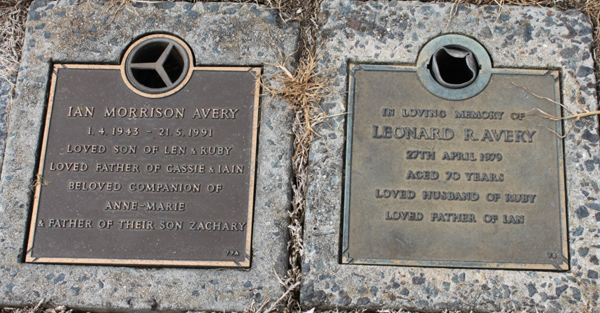 IAN MORRISON AVERY
1. 4. 1943 - 21. 5. 1991
LOVED SON OF LEN & RUBY
LOVED FATHER OF CASSIE & IAIN
BELOVED COMPANION OF
ANNE-MARIE
& FATHER OF THEIR SON ZACHARY
IN LOVING MEMORY OF
LEONARD R. AVERY
27TH APRIL 1979
AGED 70 YEARS
LOVED HUSBAND OF RUBY
LOVED FATHER OF IAN